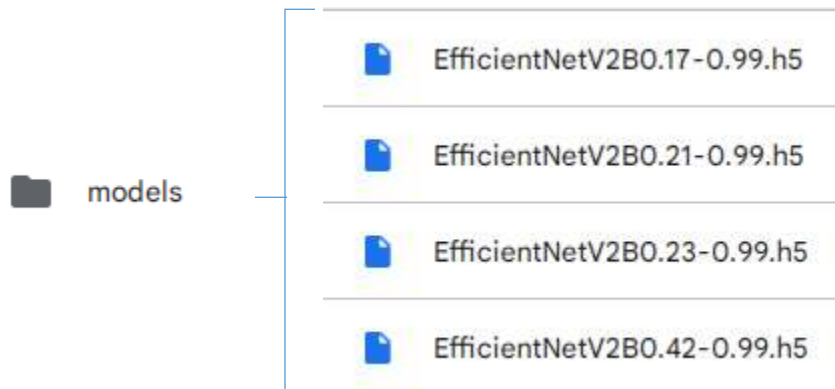 models
EfficientNetV2B0.17-0.99.h5
EfficientNetV2B0.21-0.99.h5
EfficientNetV2B0.23-0.99.h5
EfficientNetV2B0.42-0.99.h5